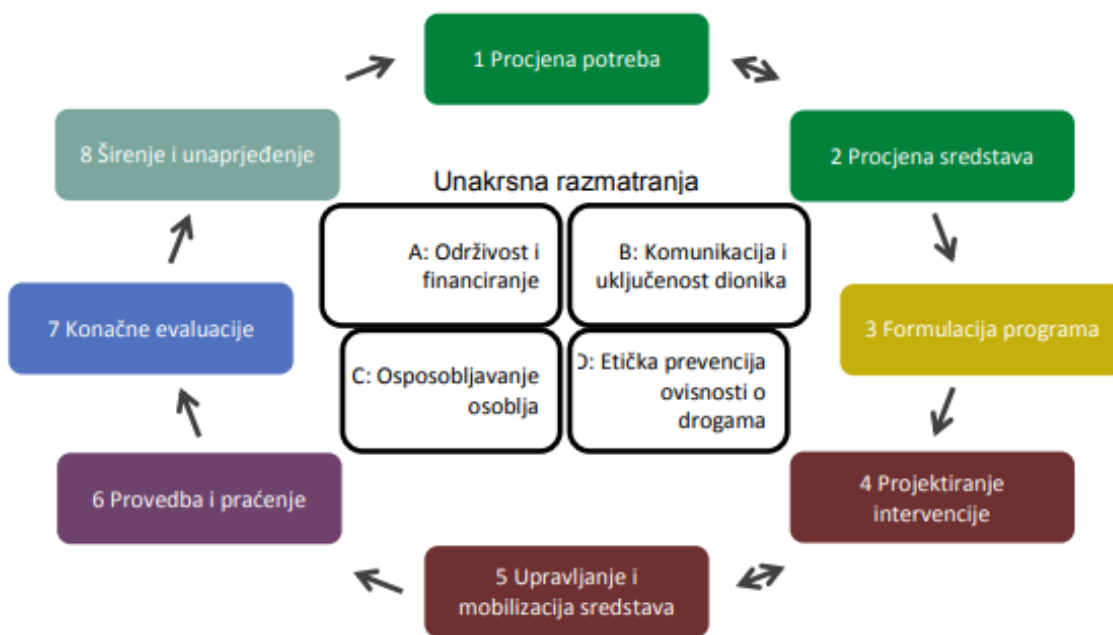 1 Procjena potreba
2 Procjena sredstava
3 Formulacija programa
4 Projektiranje
intervencije
5 Upravljanje i
mobilizacija sredstava
6 Provedba i praćenje
7 Konačne evaluacije
8 Širenje i unaprjeđenje
Unakrsna razmatranja
A: Održivost i
financiranje
B: Komunikacija i
uključenost dionika
C: Osposobljavanje
osoblja
D: Etička prevencija
ovisnosti o
drogama